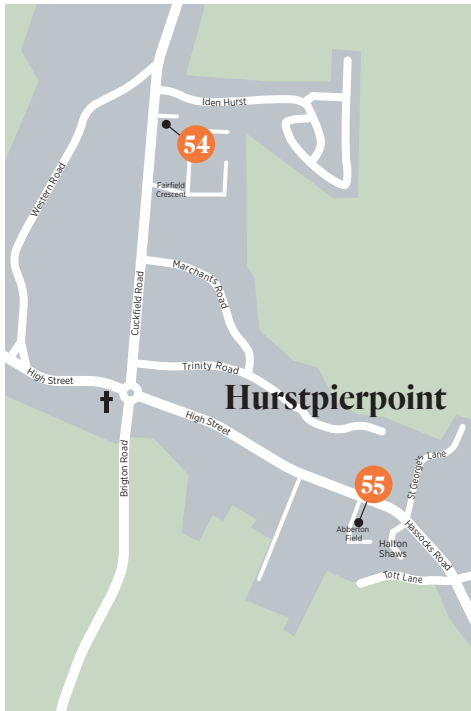 Iden Hurst
54
Western Road
Fairfield
Crescent
Marchants Road
Cuckfield Road
Trinity Road
High Street
Hurstpierpoint
High Street
Brigton Road
St George's Lane
55
Abberton
Field
Hassocks Road
Halton
Shaws
Tott Lane